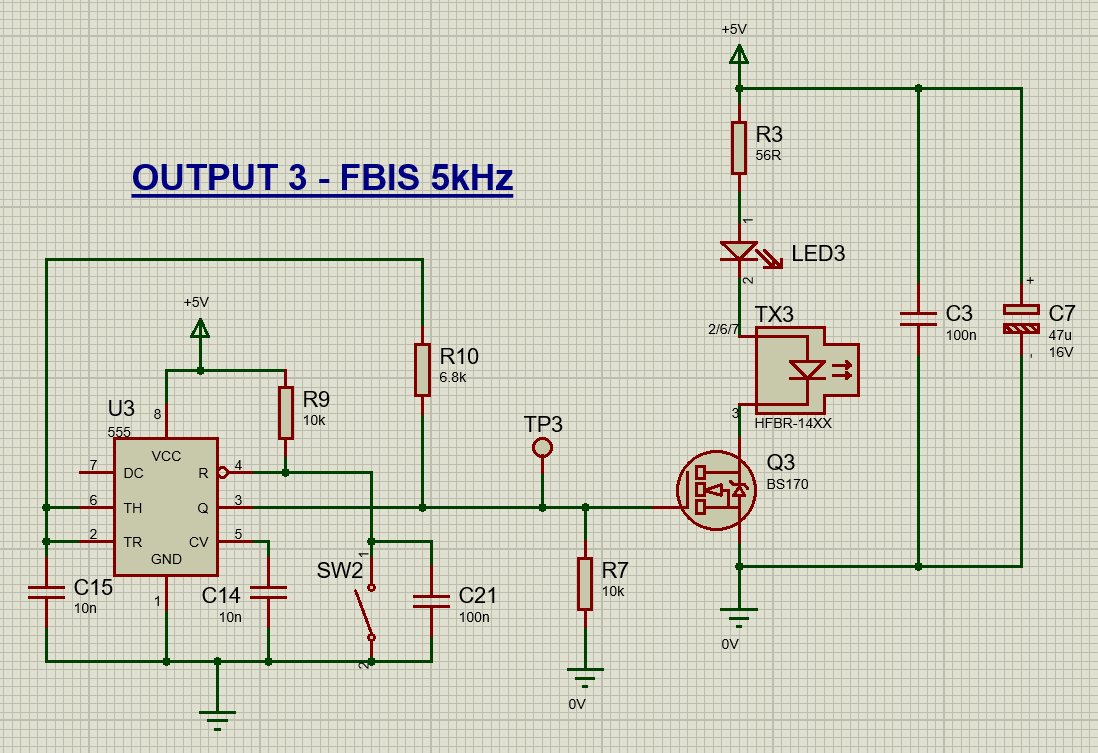 +5V
R3
56R
OUTPUT 3 - FBIS 5kHz
1
LED3
2
+5V
TX3
2/6/7
C3
100n
+
C7
47u
16V
-
R10
6.8k
U3
555
8
R9
10k
3
HFBR-14XX
TP3
VCC
7
DC
R
4
Q3
BS170
6
TH
Q
3
2
TR
CV
5
GND
1
SW2
C15
10n
1
C14
10n
C21
100n
R7
10k
2
0V
0V